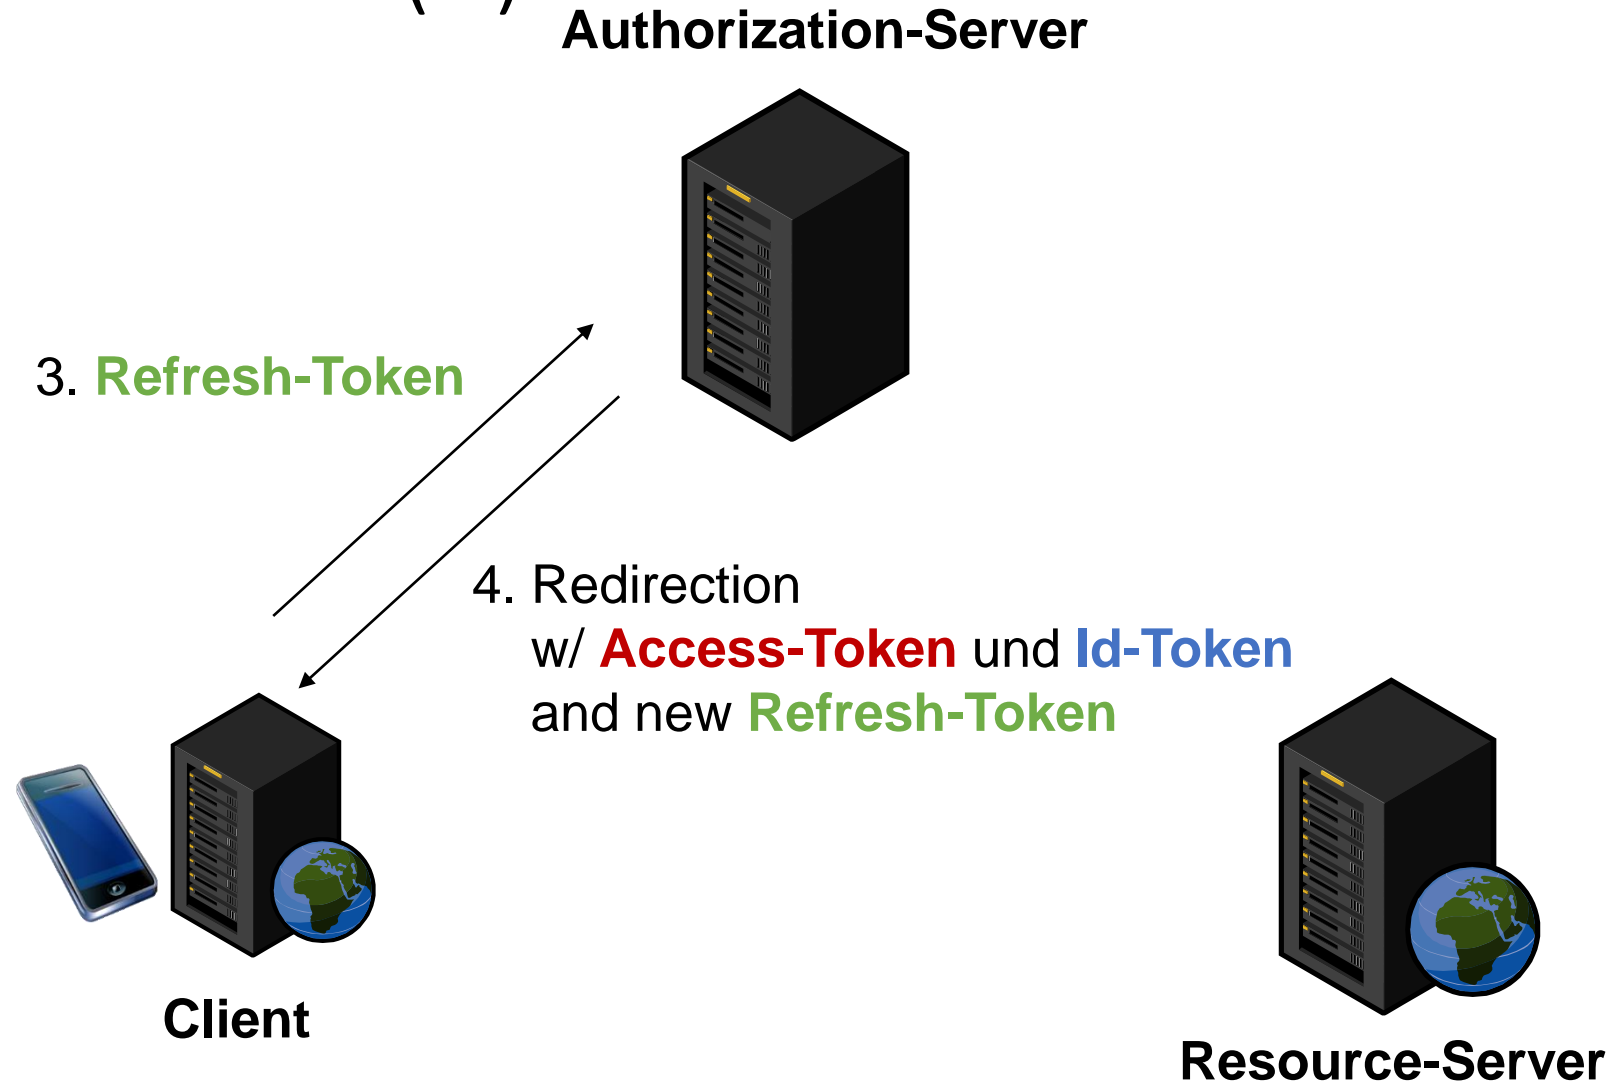 Authorization-Server
3. Refresh-Token
4. Redirection
w/ Access-Token und Id-Token
and new Refresh-Token
Client
Resource-Server